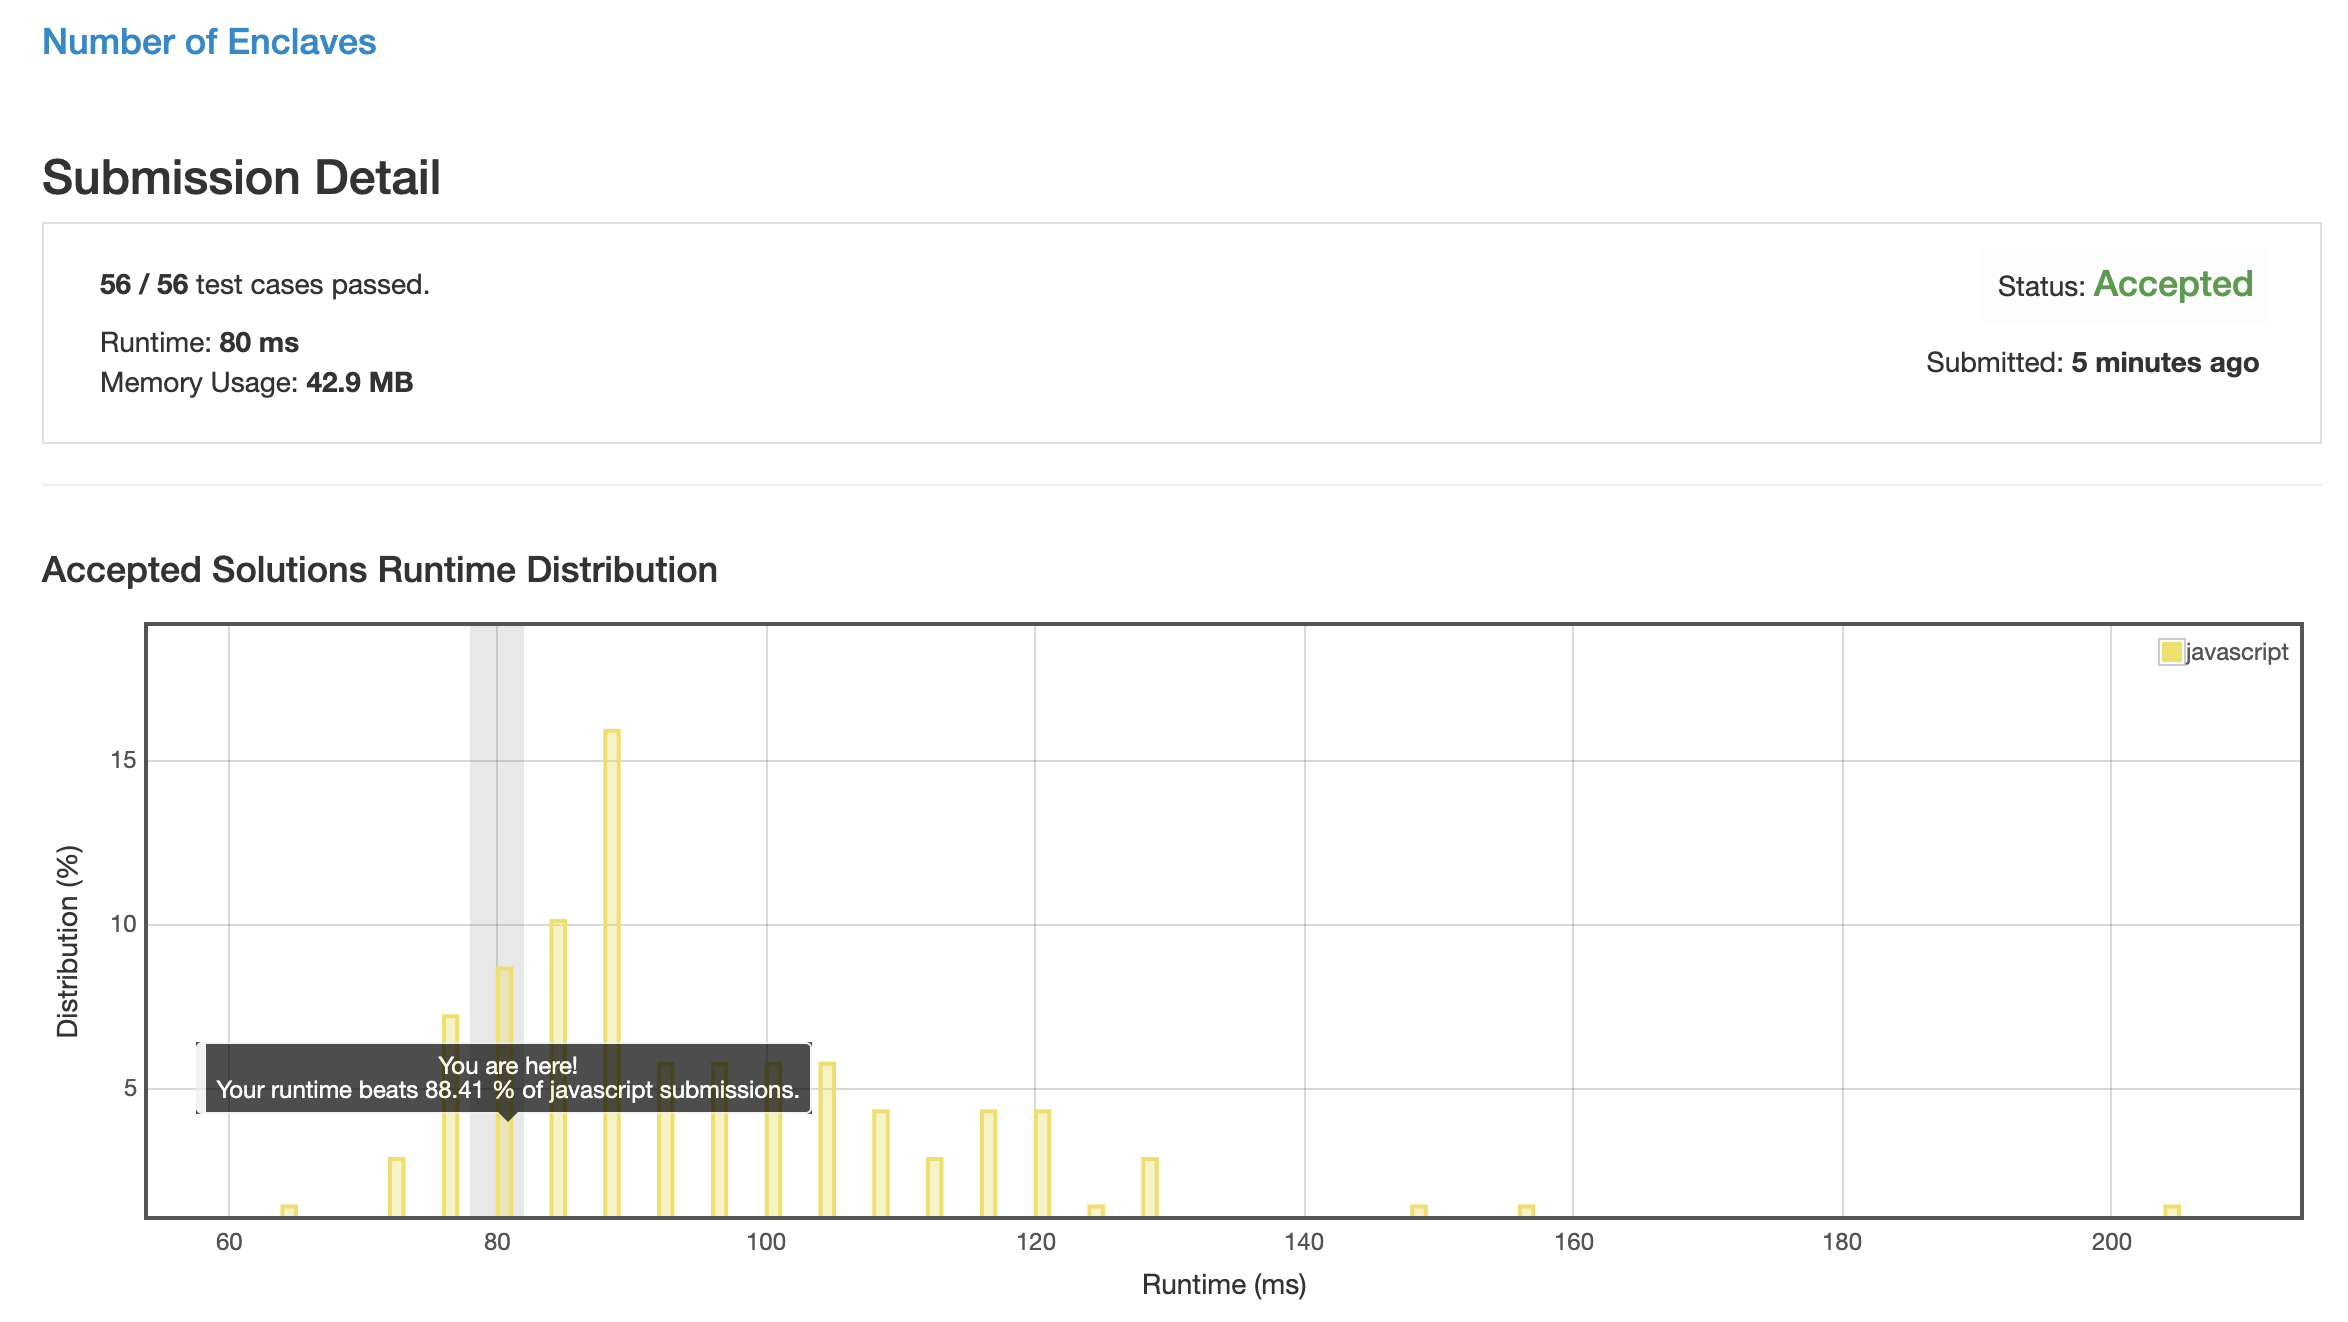 Number of Enclaves
Submission Detail
56 / 56 test cases passed.
Status: Accepted
Runtime: 80 ms
Submitted: 5 minutes ago
Memory Usage: 42.9 MB
Accepted Solutions Runtime Distribution
javascript
15
10
5
Distribution (%)
You are here!
Your runtime beats 88.41 % of javascript submissions.
60 80 100 120 140 160 180 200
Runtime (ms)